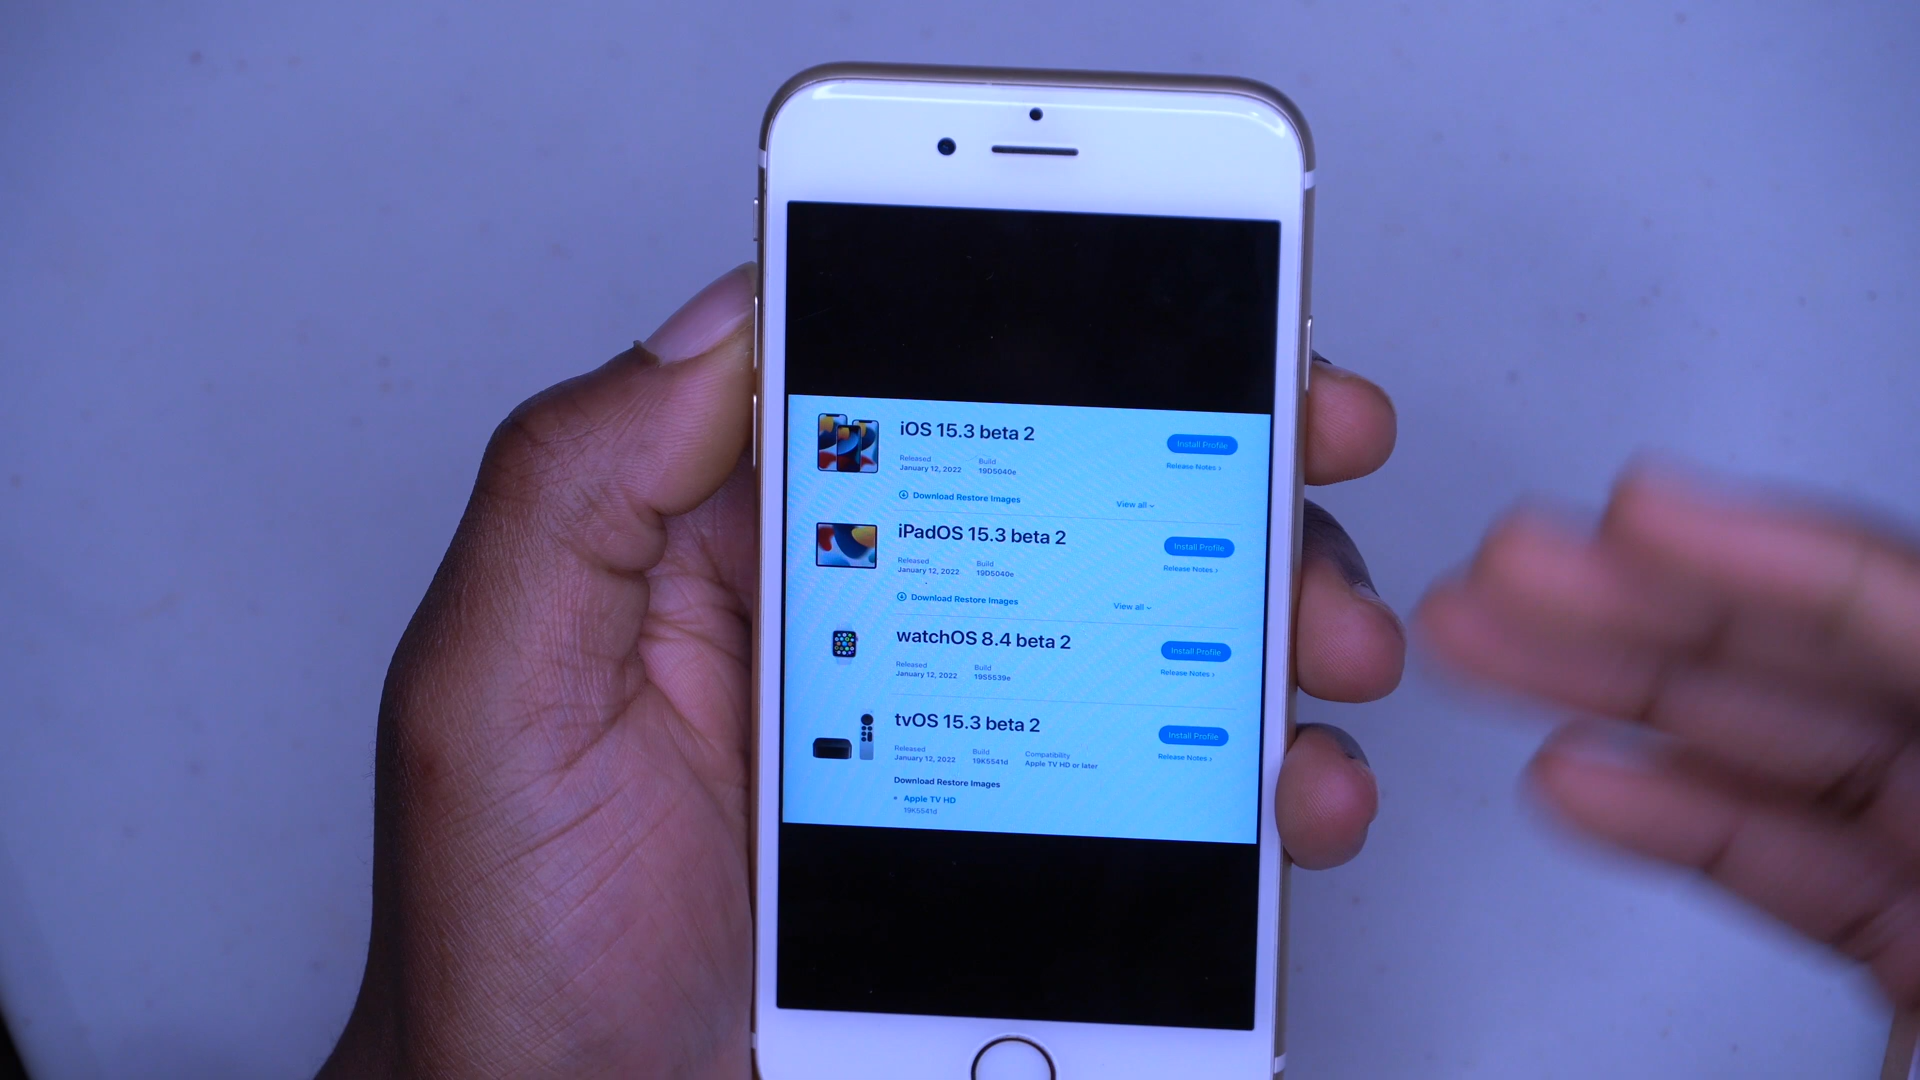 iOS 15.3 beta 2
Install Profile
Released
Build
January 12, 2022
19D5040e
Release Notes ›
Download Restore Images
View all
iPadOS 15.3 beta 2
Install Profile
Released
Build
January 12, 2022
19D5040e
Release Notes ›
Download Restore Images
View all
watchOS 8.4 beta 2
Install Profile
Released
Build
January 12, 2022
19S5539e
Release Notes ›
tvOS 15.3 beta 2
Install Profile
Released
Build
Compatibility
January 12, 2022
19K5541d
Apple TV HD or later
Release Notes ›
Download Restore Images
Apple TV HD
19K5541d